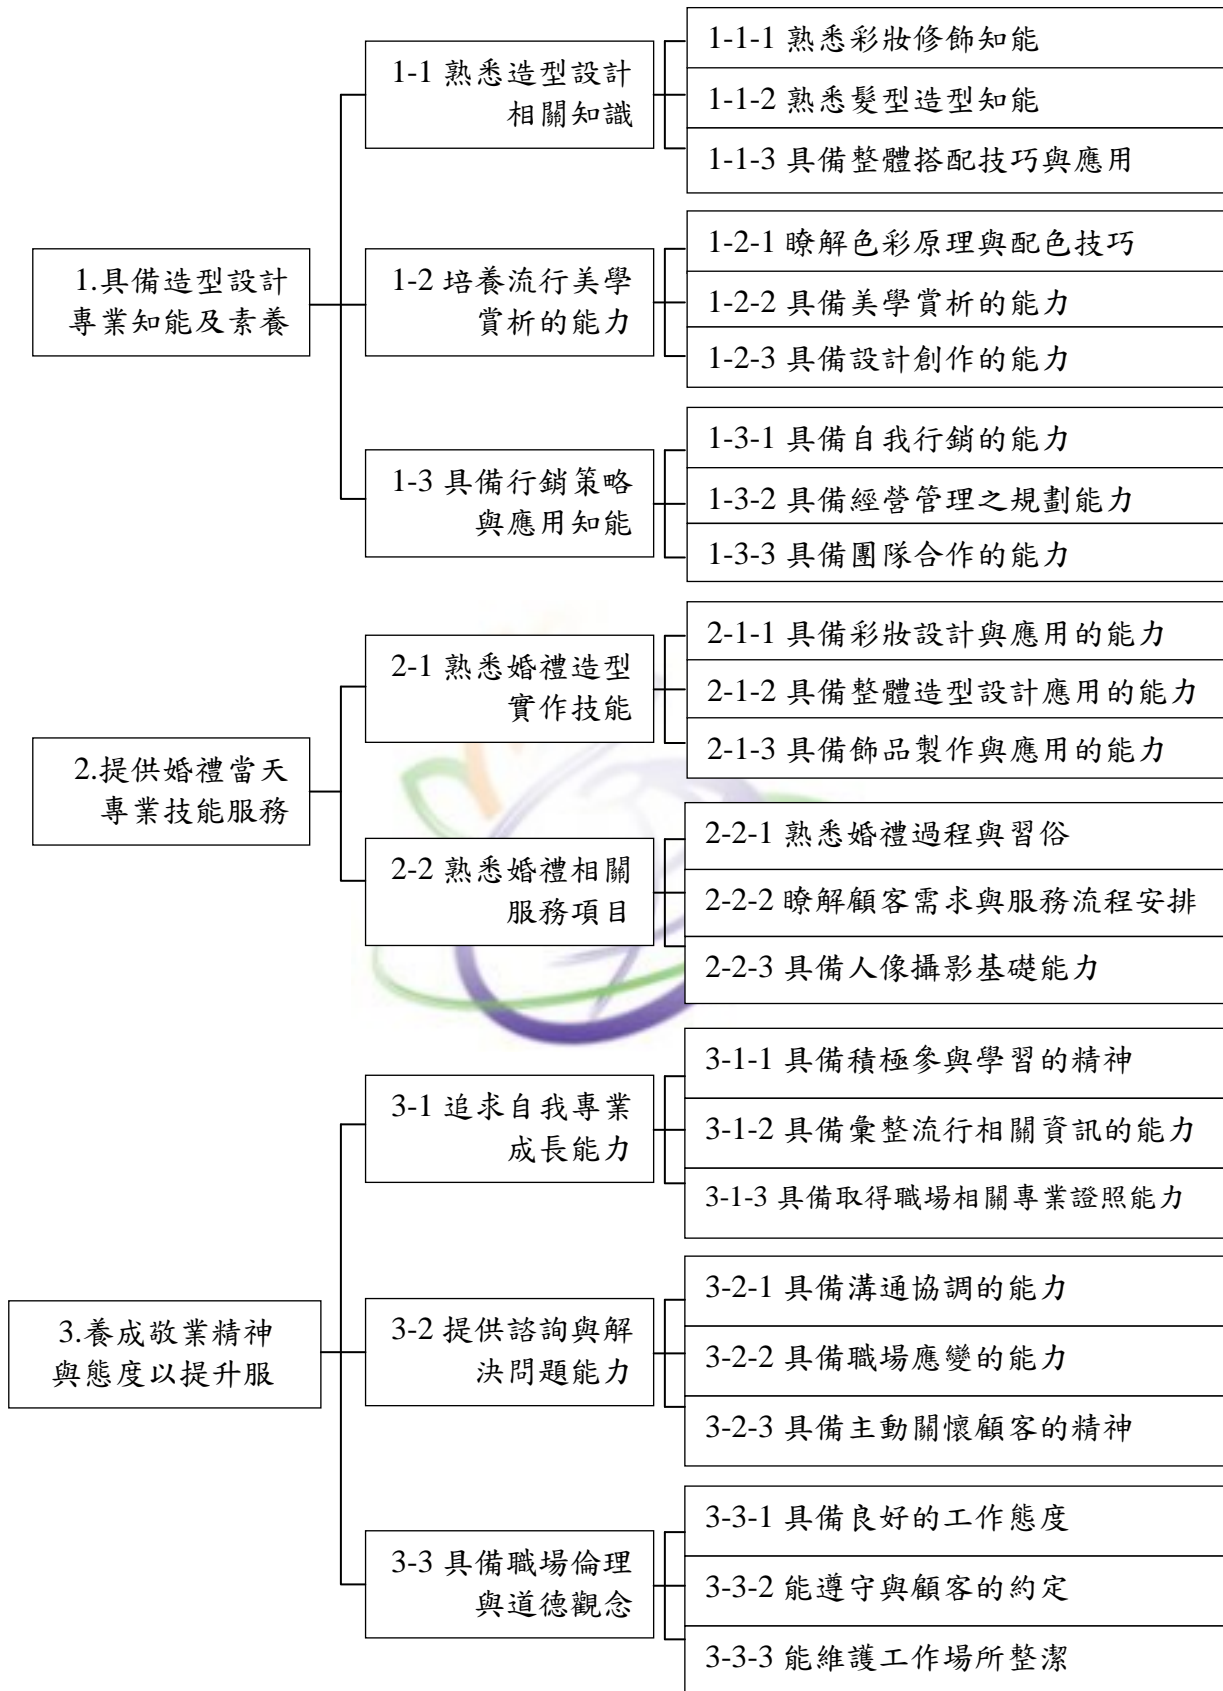 1.具備造型設計
專業知能及素養
1-1 熟悉造型設計
相關知識
1-1-1 熟悉彩妝修飾知能
1-1-2 熟悉髮型造型知能
1-1-3 具備整體搭配技巧與應用
1-2 培養流行美學
賞析的能力
1-2-1 瞭解色彩原理與配色技巧
1-2-2 具備美學賞析的能力
1-2-3 具備設計創作的能力
1-3 具備行銷策略
與應用知能
1-3-1 具備自我行銷的能力
1-3-2 具備經營管理之規劃能力
1-3-3 具備團隊合作的能力
2.提供婚禮當天
專業技能服務
2-1 熟悉婚禮造型
實作技能
2-1-1 具備彩妝設計與應用的能力
2-1-2 具備整體造型設計應用的能力
2-1-3 具備飾品製作與應用的能力
2-2 熟悉婚禮相關
服務項目
2-2-1 熟悉婚禮過程與習俗
2-2-2 瞭解顧客需求與服務流程安排
2-2-3 具備人像攝影基礎能力
3.養成敬業精神
與態度以提升服
3-1 追求自我專業
成長能力
3-1-1 具備積極參與學習的精神
3-1-2 具備彙整流行相關資訊的能力
3-1-3 具備取得職場相關專業證照能力
3-2 提供諮詢與解
決問題能力
3-2-1 具備溝通協調的能力
3-2-2 具備職場應變的能力
3-2-3 具備主動關懷顧客的精神
3-3 具備職場倫理
與道德觀念
3-3-1 具備良好的工作態度
3-3-2 能遵守與顧客的約定
3-3-3 能維護工作場所整潔